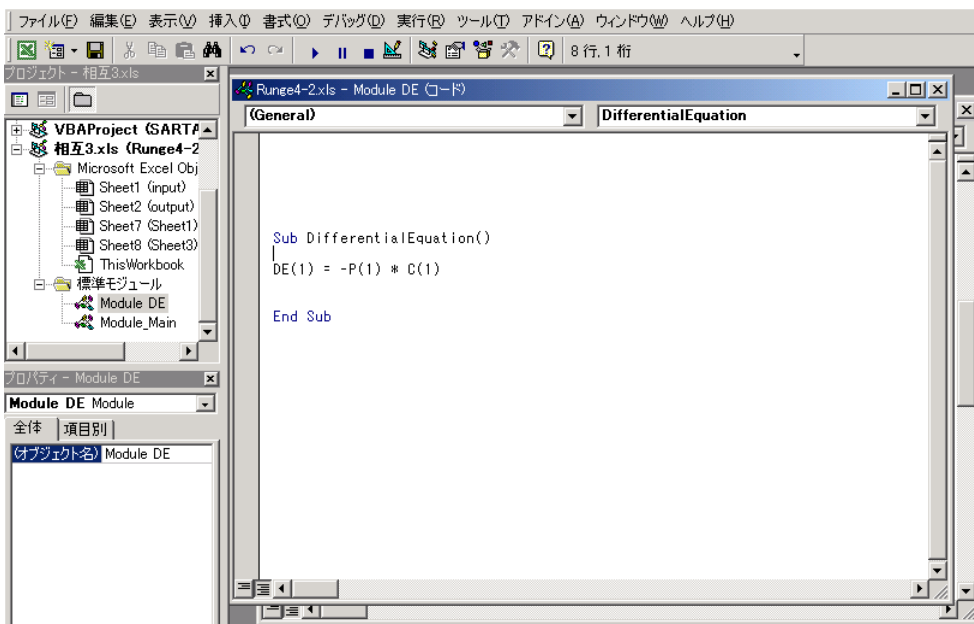 ファイル(F) 編集(E) 表示(V) 挿入(I) 書式(O) デバッグ(D) 実行(R) ツール(T) アドイン(A) ウィンドウ(W) ヘルプ(H)
8 行, 1 桁
プロジェクト - 相互3.xls
VBAProject (SARTA
相互3.xls (Runge4-2
Microsoft Excel Obj
Sheet1 (input)
Sheet2 (output)
Sheet7 (Sheet1)
Sheet8 (Sheet3)
ThisWorkbook
標準モジュール
Module DE
Module_Main
プロパティ - Module DE
Module DE Module
全体 項目別
(オブジェクト名) Module DE
Runge4-2.xls - Module DE (コード)
(General) DifferentialEquation
Sub DifferentialEquation()
DE(1) = -P(1) * C(1)
End Sub